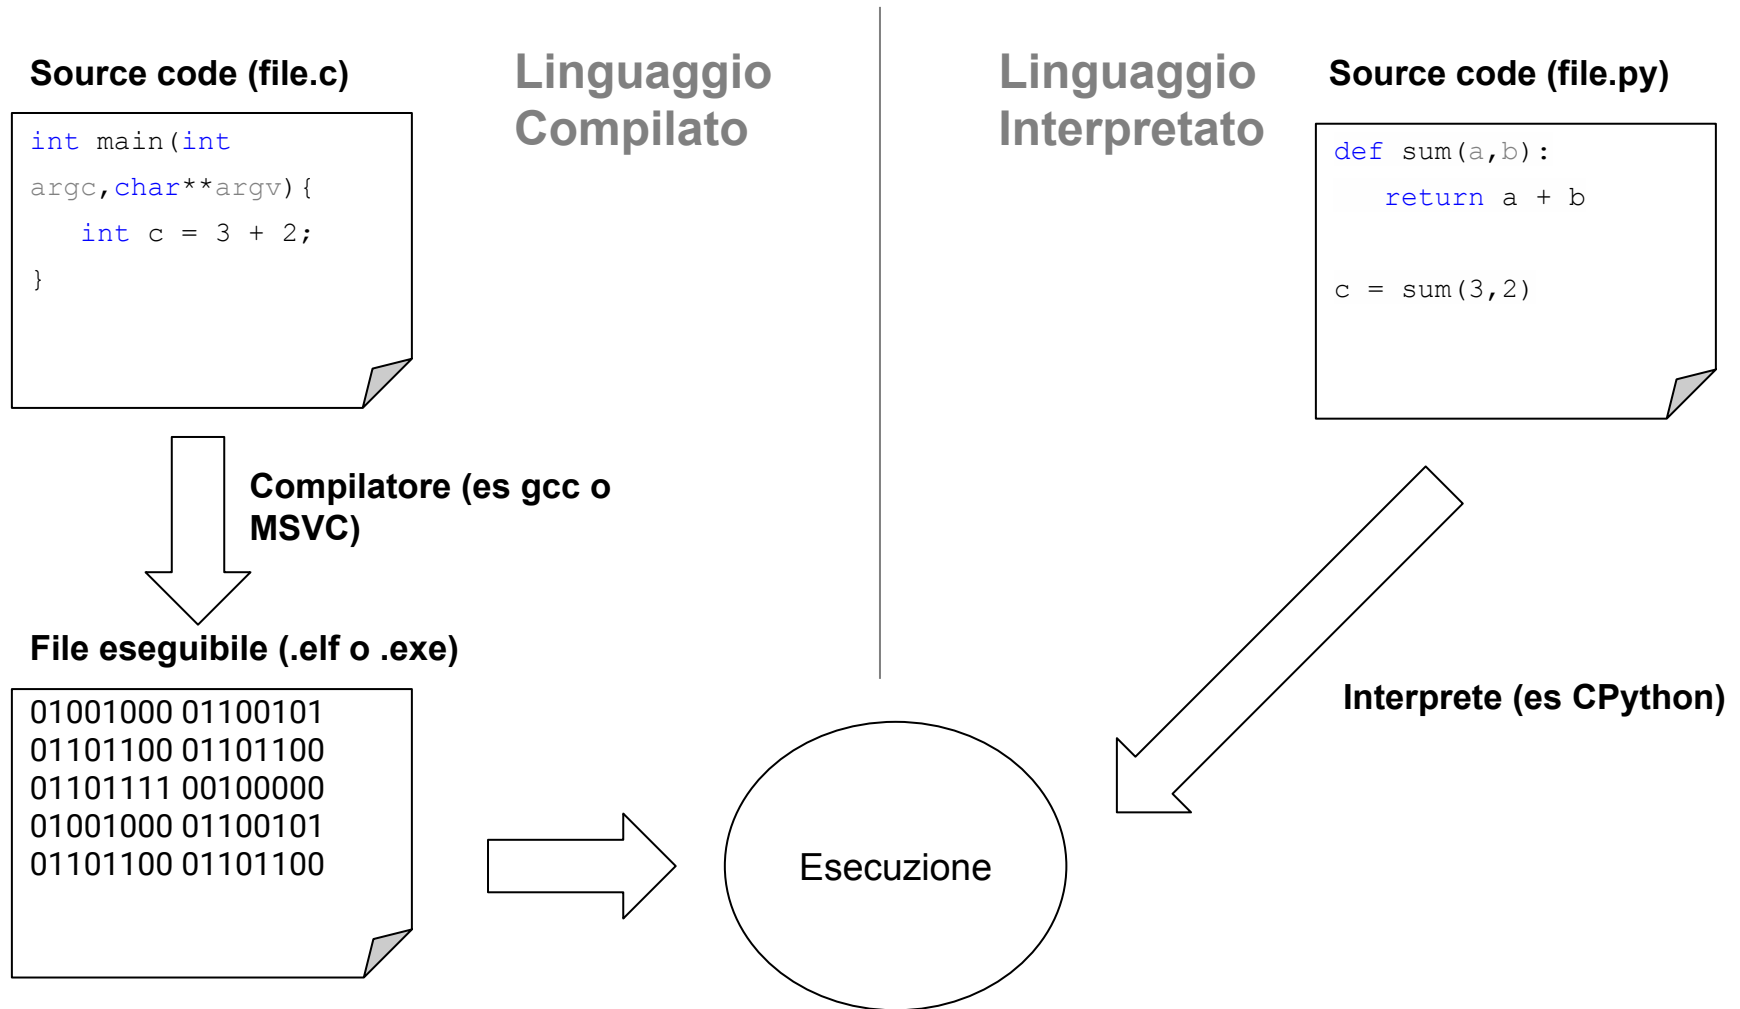 Source code (file.c)
int main(int
argc,char**argv){
   int c = 3 + 2;
}
Linguaggio
Compilato
Compilatore (es gcc o
MSVC)
File eseguibile (.elf o .exe)
01001000 01100101
01101100 01101100
01101111 00100000
01001000 01100101
01101100 01101100
Linguaggio
Interpretato
Source code (file.py)
def sum(a,b):
   return a + b
c = sum(3,2)
Interprete (es CPython)
Esecuzione